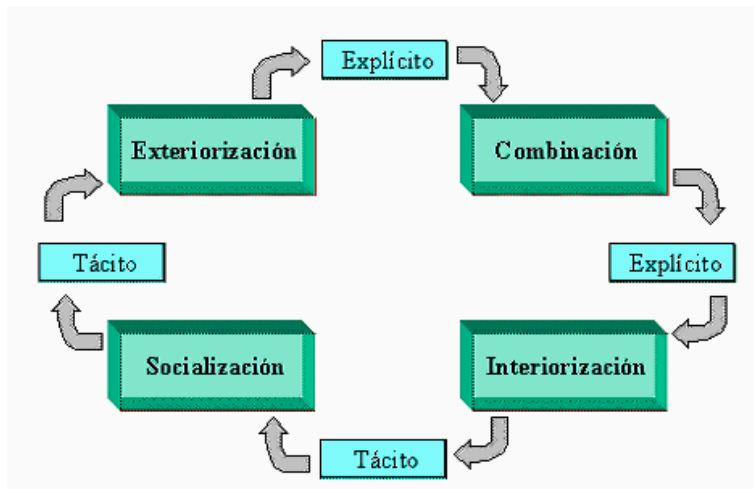 Explícito
Exteriorización
Combinación
Tácito
Explícito
Socialización
Interiorización
Tácito